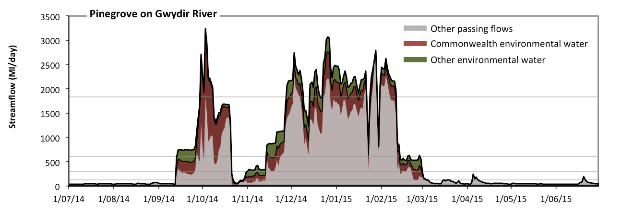 Pinegrove on Gwydir River
Streamflow (Ml/day)
3500
3000
2500
2000
1500
1000
500
0
Other passing flows
Commonwealth environmental water
Other environmental water
1/07/14 1/08/14 1/09/14 1/10/14 1/11/14 1/12/14 1/01/15 1/02/15 1/03/15 1/04/15 1/05/15 1/06/15